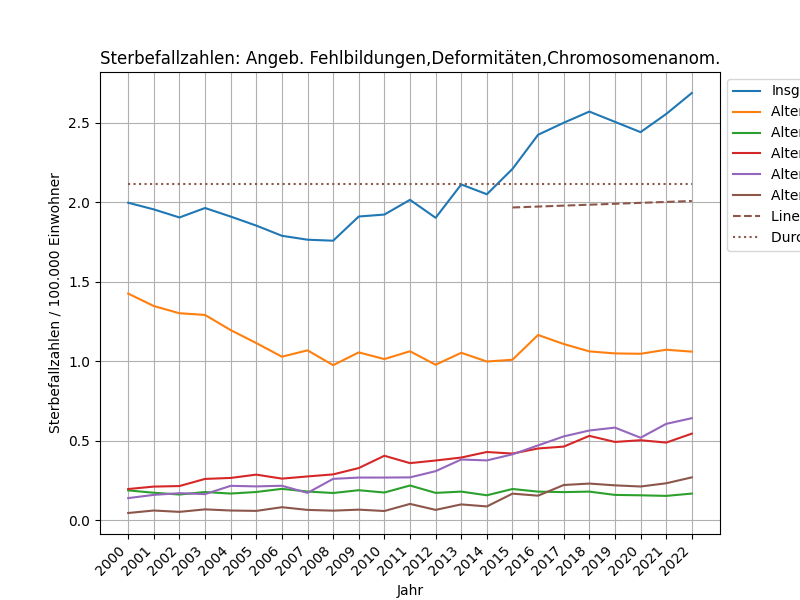 Sterbefallzahlen: Angeb. Fehlbildungen,Deformitäten,Chromosomenanom.
Sterbefallzahlen / 100.000 Einwohner
2.5
2.0
1.5
1.0
0.5
0.0
2000
2001
2002
2003
2004
2005
2006
2007
2008
2009
2010
2011
2012
2013
2014
2015
2016
2017
2018
2019
2020
2021
2022
Jahr
Insg
Alter
Alter
Alter
Alter
Alter
Line
Durc